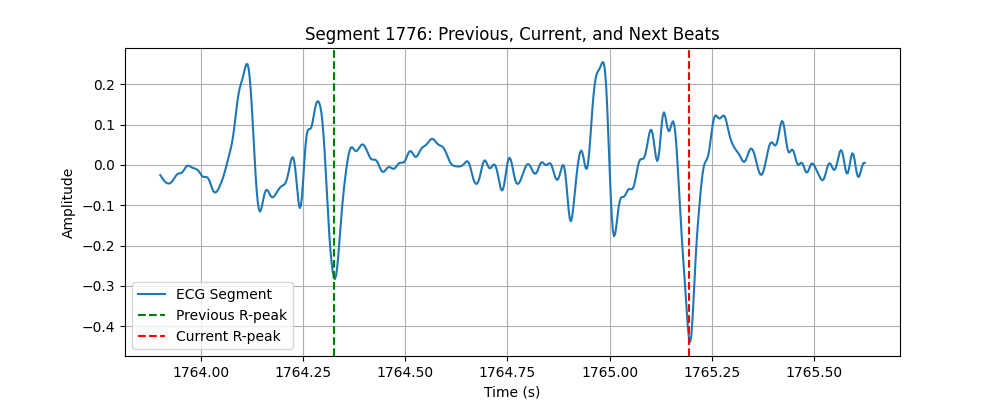 Segment 1776: Previous, Current, and Next Beats
Amplitude
0.2
0.1
0.0
−0.1
−0.2
−0.3
−0.4
ECG Segment
Previous R-peak
Current R-peak
1764.00 1764.25 1764.50 1764.75 1765.00 1765.25 1765.50
Time (s)